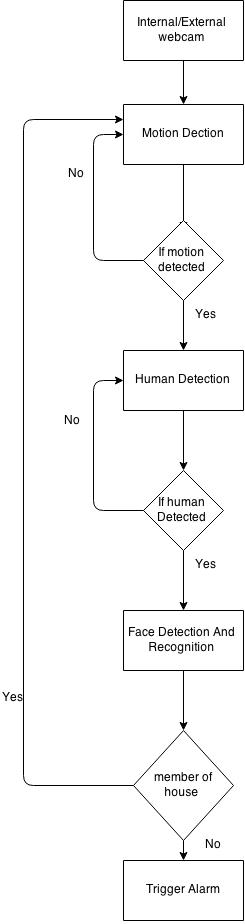 Internal/External
webcam
Motion Dection
No
If motion
detected
Yes
Human Detection
No
If human
Detected
Yes
Face Detection And
Recognition
Yes
member of
house
No
Trigger Alarm